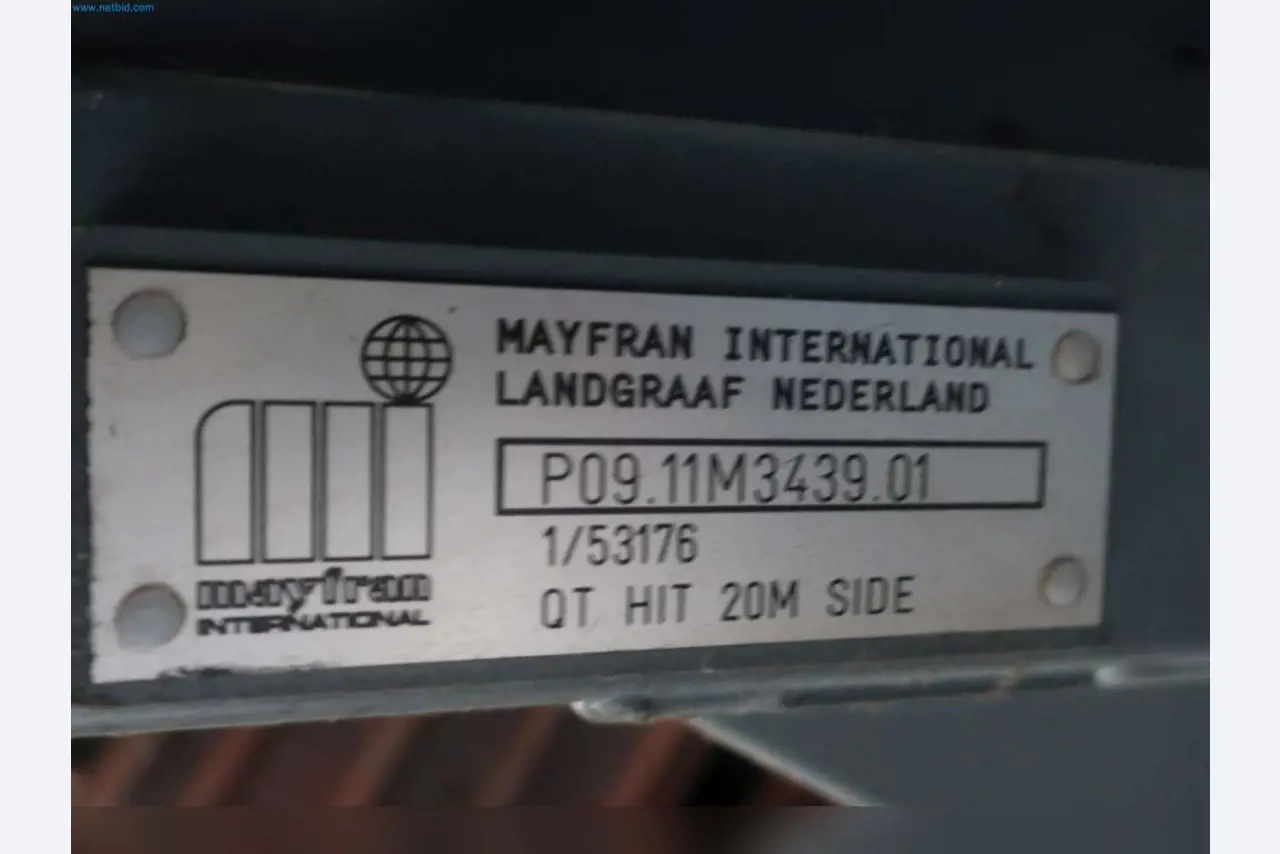 www.netbid.com
MAYFRAN INTERNATIONAL
LANDGRAAF NEDERLAND
P09.11M3439.01
1/53176
QT HIT 20M SIDE
mayfran
INTERNATIONAL